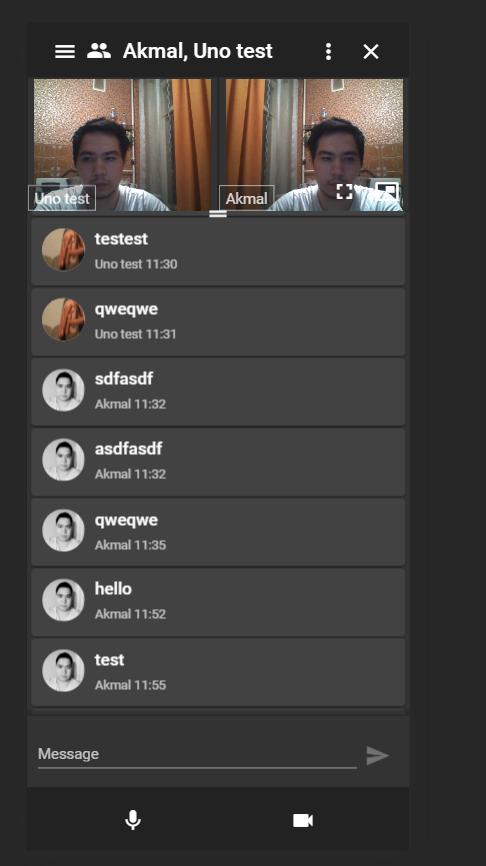 Akmal, Uno test
Uno test
Akmal
testest
Uno test 11:30
qweqwe
Uno test 11:31
sdfasdf
Akmal 11:32
asdfasdf
Akmal 11:32
qweqwe
Akmal 11:35
hello
Akmal 11:52
test
Akmal 11:55
Message